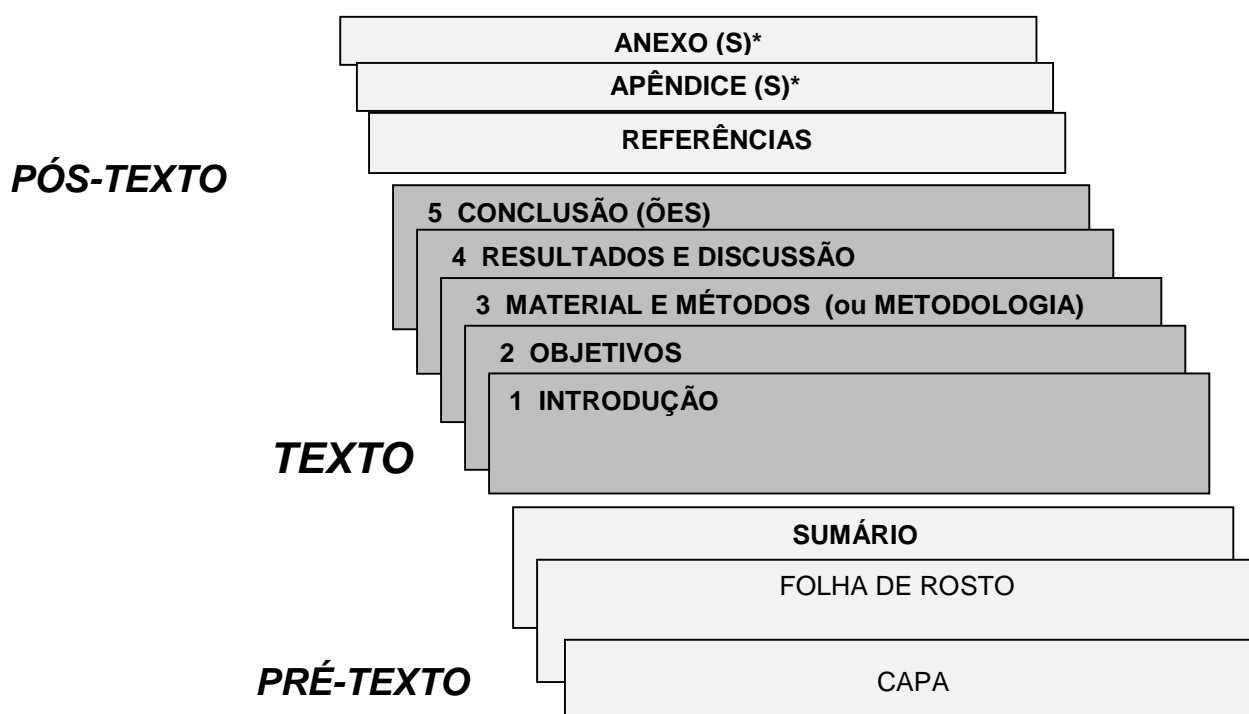 ANEXO (S)*
APÊNDICE (S)*
REFERÊNCIAS
PÓS-TEXTO
5 CONCLUSÃO (ÕES)
4 RESULTADOS E DISCUSSÃO
3 MATERIAL E MÉTODOS (ou METODOLOGIA)
2 OBJETIVOS
1 INTRODUÇÃO
TEXTO
SUMÁRIO
FOLHA DE ROSTO
PRÉ-TEXTO
CAPA